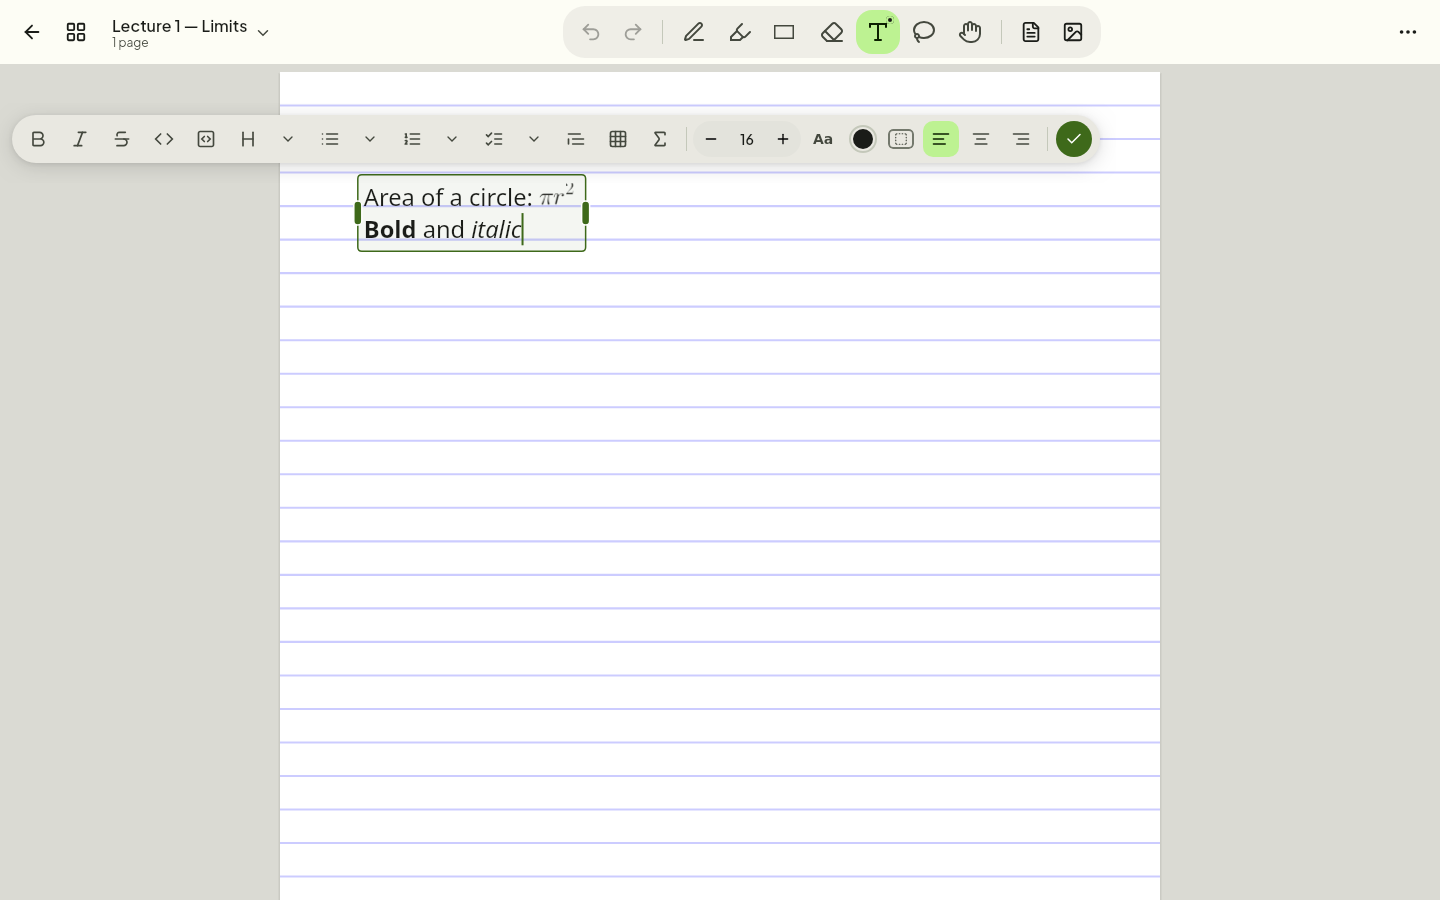 Lecture 1 — Limits
1 page
16
Aa
Area of a circle: πr²
Bold and italic